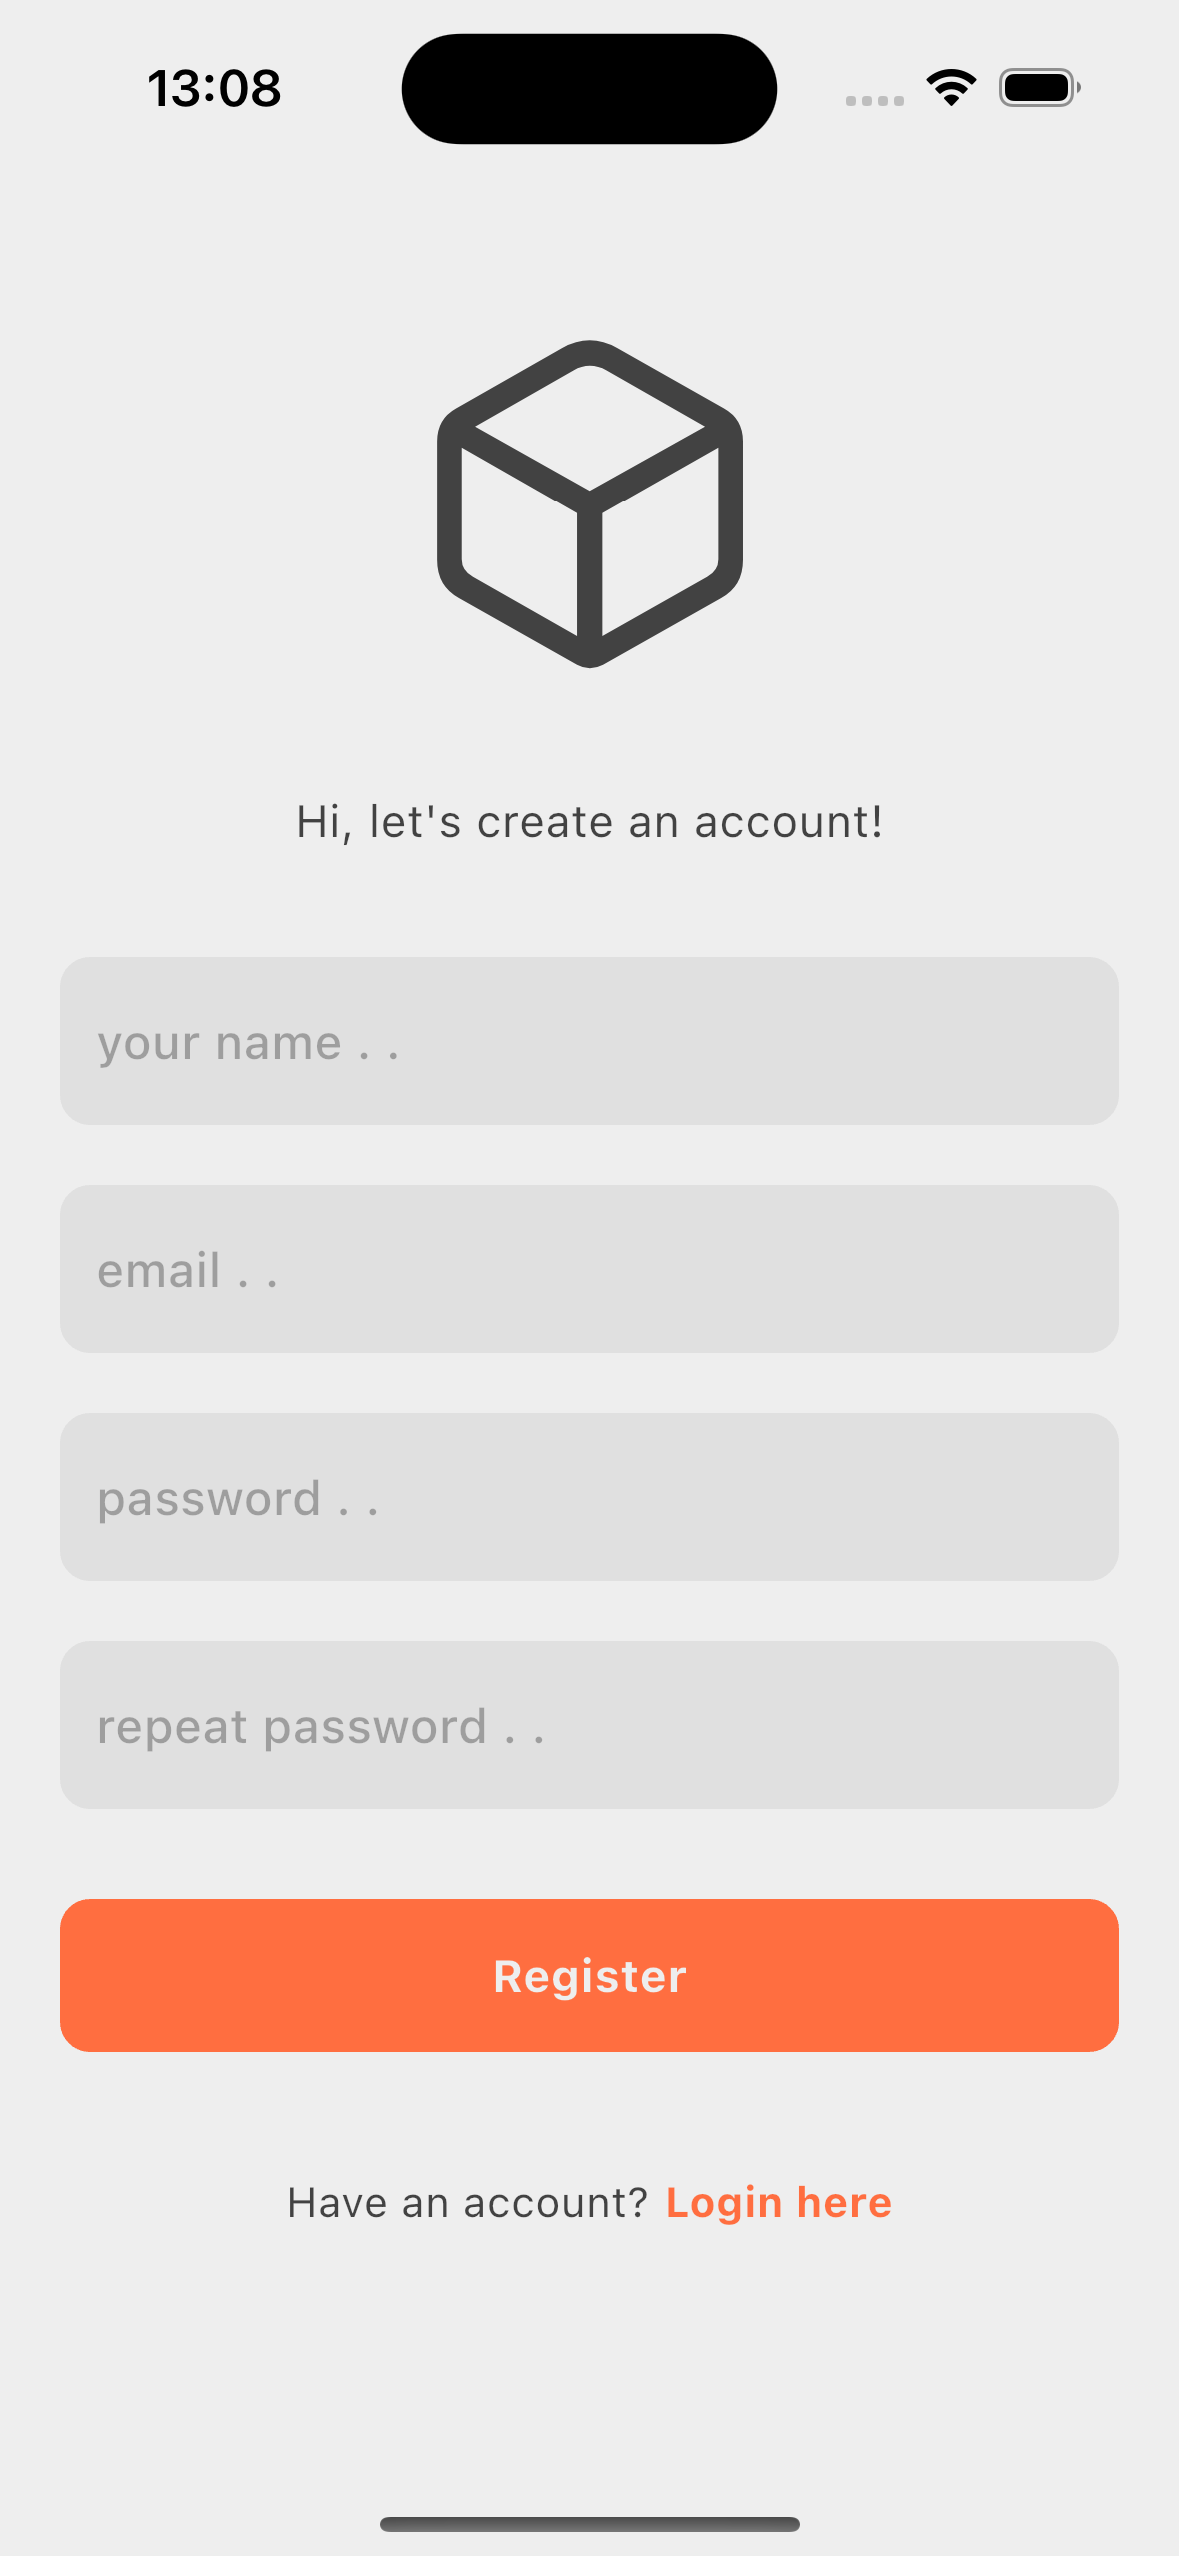 13:08
Hi, let's create an account!
your name . .
email . .
password . .
repeat password . .
Register
Have an account? Login here